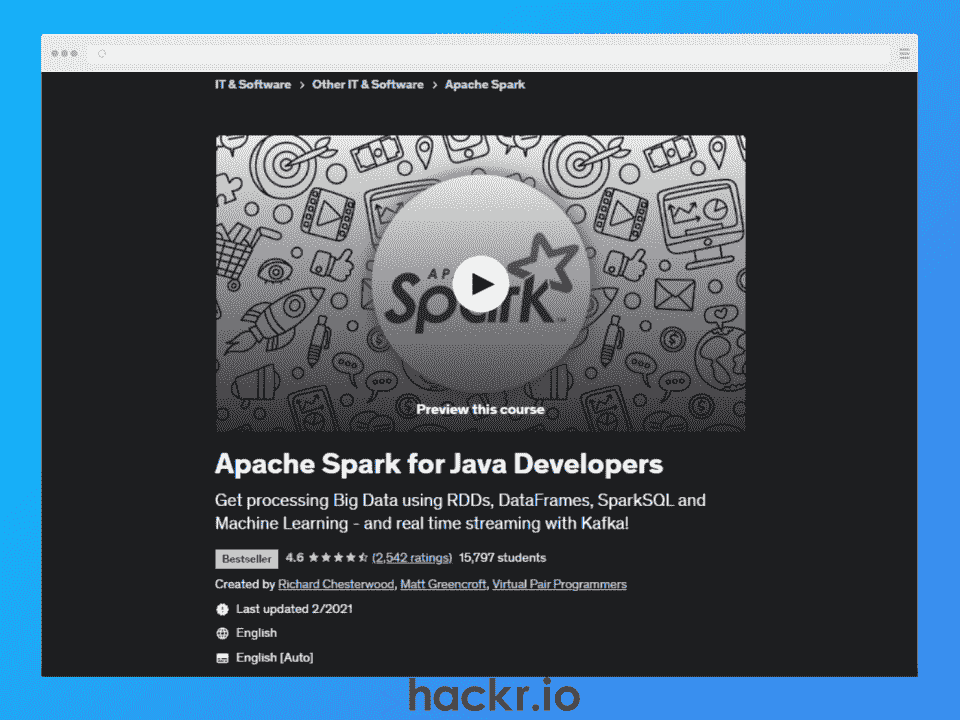 IT & Software > Other IT & Software > Apache Spark
AP
Spark
Preview this course
Apache Spark for Java Developers
Get processing Big Data using RDDs, DataFrames, SparkSQL and
Machine Learning - and real time streaming with Kafka!
Bestseller 4.6 (2,542 ratings) 15,797 students
Created by Richard Chesterwood, Matt Greencroft, Virtual Pair Programmers
Last updated 2/2021
English
English [Auto]
hackr.io